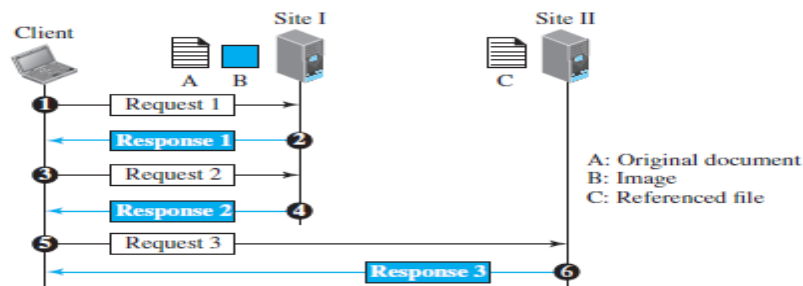 Site I
Site II
Client
A
B
C
1 Request 1
Response 1 2
3 Request 2
Response 2 4
5 Request 3
Response 3 6
A: Original document
B: Image
C: Referenced file